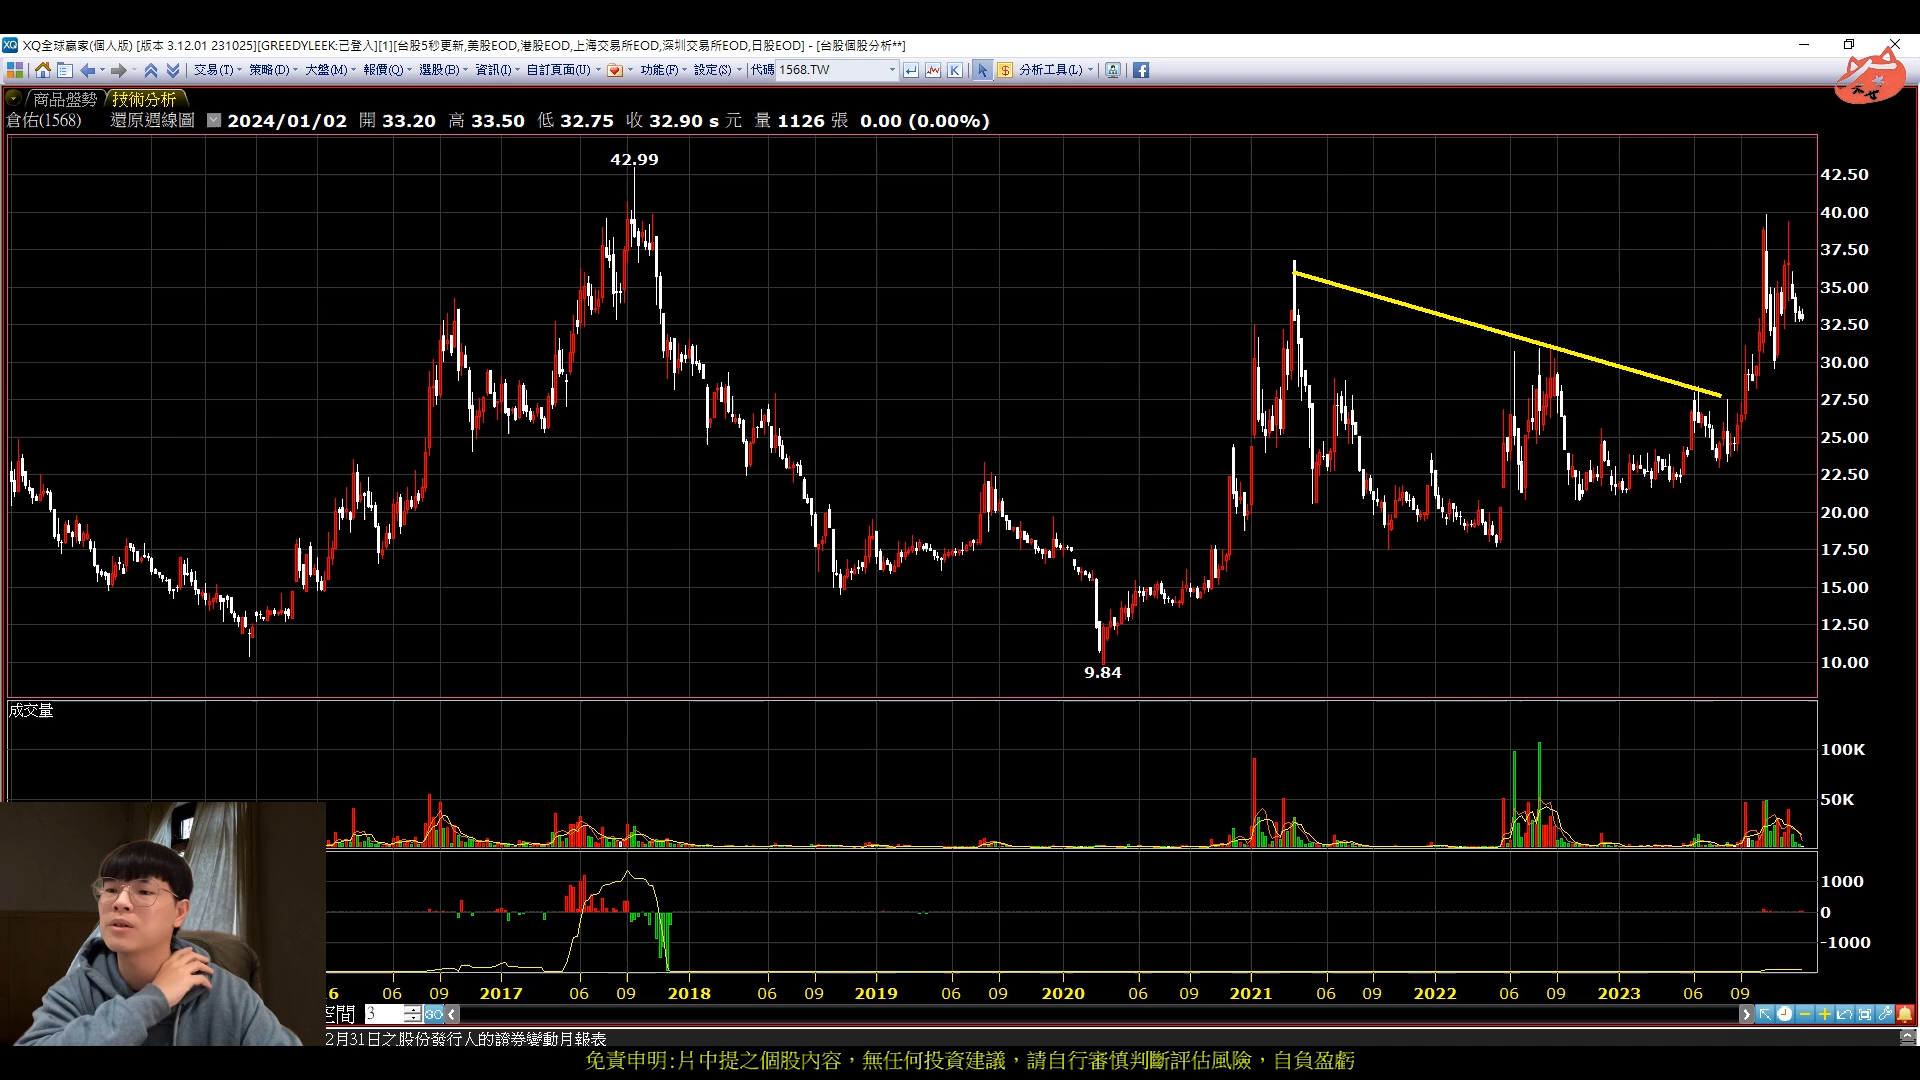 XQ全球贏家(個人版) [版本 3.12.01 231025][GREEDYLEEK:已登入][1][台股5秒更新,美股EOD,港股EOD,上海交易所EOD,深圳交易所EOD,日股EOD] - [台股個股分析**]
交易(T) 策略(D) 大盤(M) 報價(Q) 選股(B) 資訊(I) 自訂頁面(U) 功能(F) 設定(S) 代碼 1568.TW K $ 分析工具(L) f
商品盤勢 技術分析
倉佑(1568) 還原週線圖 2024/01/02 開 33.20 高 33.50 低 32.75 收 32.90 s 元 量 1126 張 0.00 (0.00%)
42.99
42.50
40.00
37.50
35.00
32.50
30.00
27.50
25.00
22.50
20.00
17.50
15.00
12.50
10.00
9.84
成交量
100K
50K
1000
0
-1000
6 06 09 2017 06 09 2018 06 09 2019 06 09 2020 06 09 2021 06 09 2022 06 09 2023 06 09
空間 3 GO
2月31日之股份發行人的證券變動月報表
免責申明:片中提之個股內容，無任何投資建議，請自行審慎判斷評估風險，自負盈虧